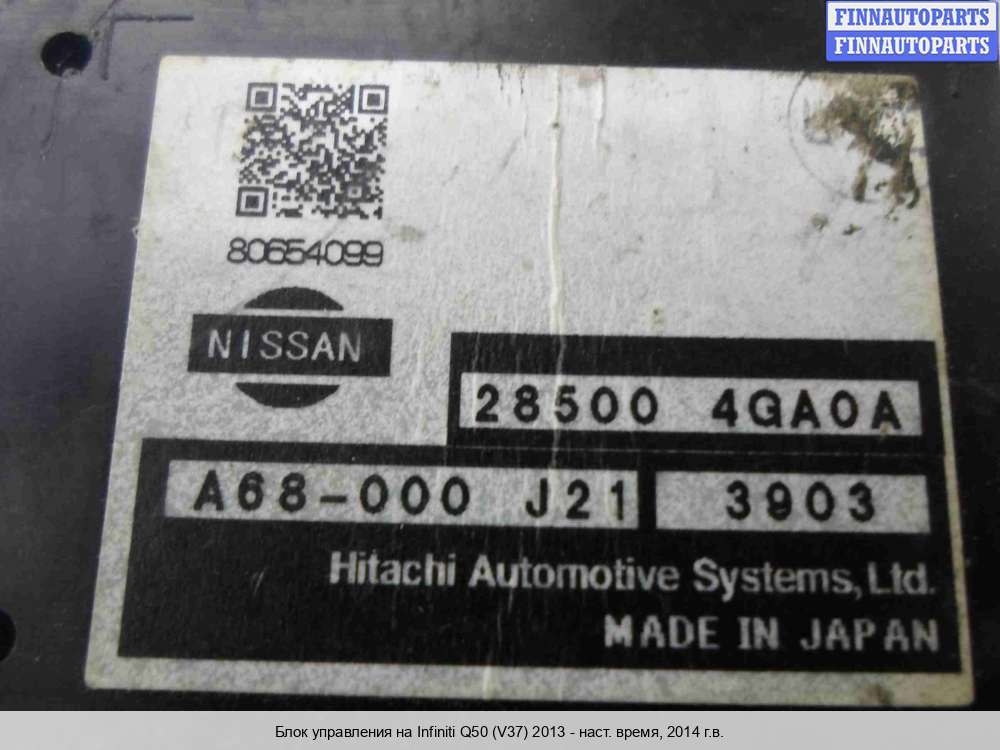 FINNAUTOPARTS
FINNAUTOPARTS
80654099
NISSAN
28500 4GA0A
A68-000 J21 3903
Hitachi Automotive Systems, Ltd.
MADE IN JAPAN
Блок управления на Infiniti Q50 (V37) 2013 - наст. время, 2014 г.в.